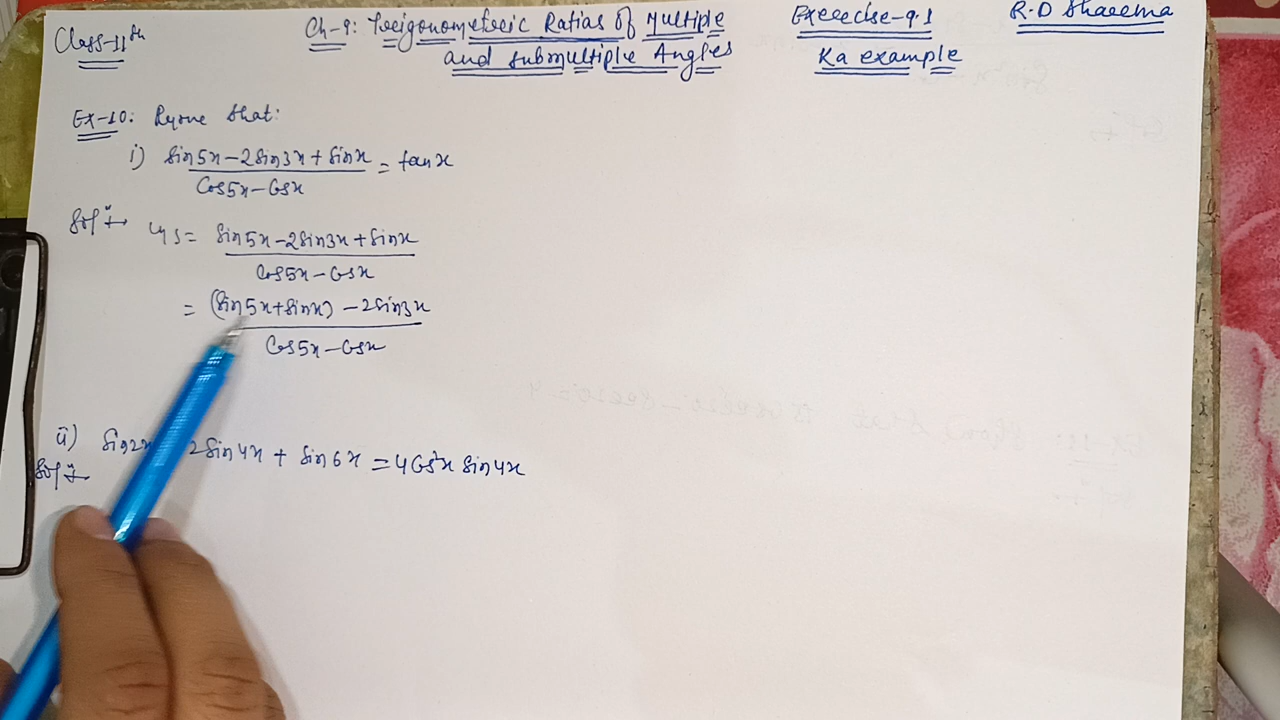 Class-11th
Ch-9: Trigonometric Ratios of Multiple and Submultiple Angles
Exercise-9.1 Ka example
R.D Sharma
Ex-10: Prove that:
i) sin5x-2sin3x+sinx / cos5x-cosx = tanx
Sol^n:- LHS = sin5x-2sin3x+sinx / cos5x-cosx
= (sin5x+sinx) -2sin3x / cos5x-cosx
ii) sin2x 2sin4x + sin6x = 4cos²x sin4x
Sol^n:-